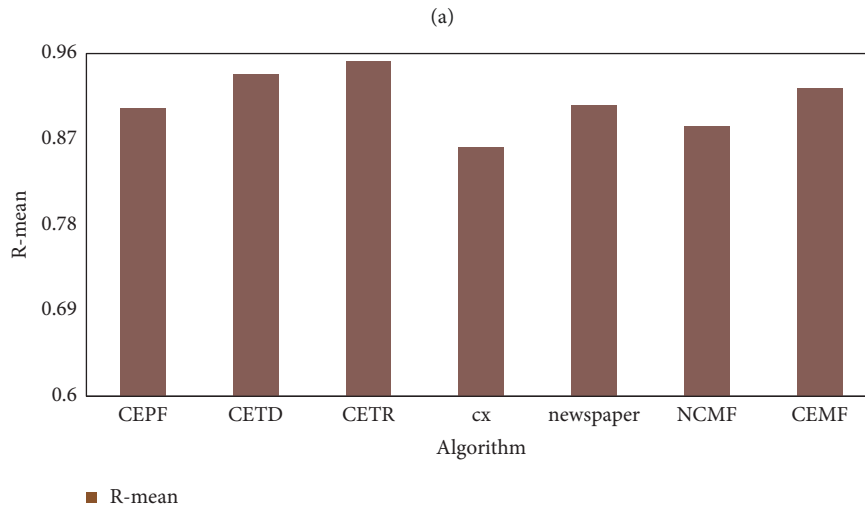 (a)
0.96
0.87
0.78
0.69
0.6
R-mean
CEPF CETD CETR cx newspaper NCMF CEMF
Algorithm
R-mean